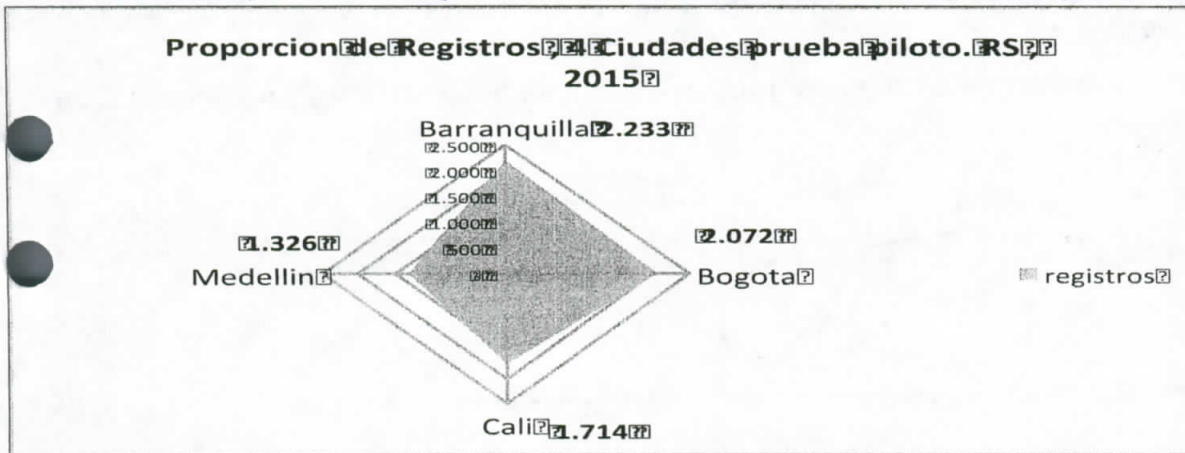 Proporcion de Registros, 4 Ciudades prueba piloto. RS,
2015
Barranquilla 2.233
2.500
2.000
1.500
1.000
500
1.326
Medellin
2.072
Bogota
registros
Cali 1.714